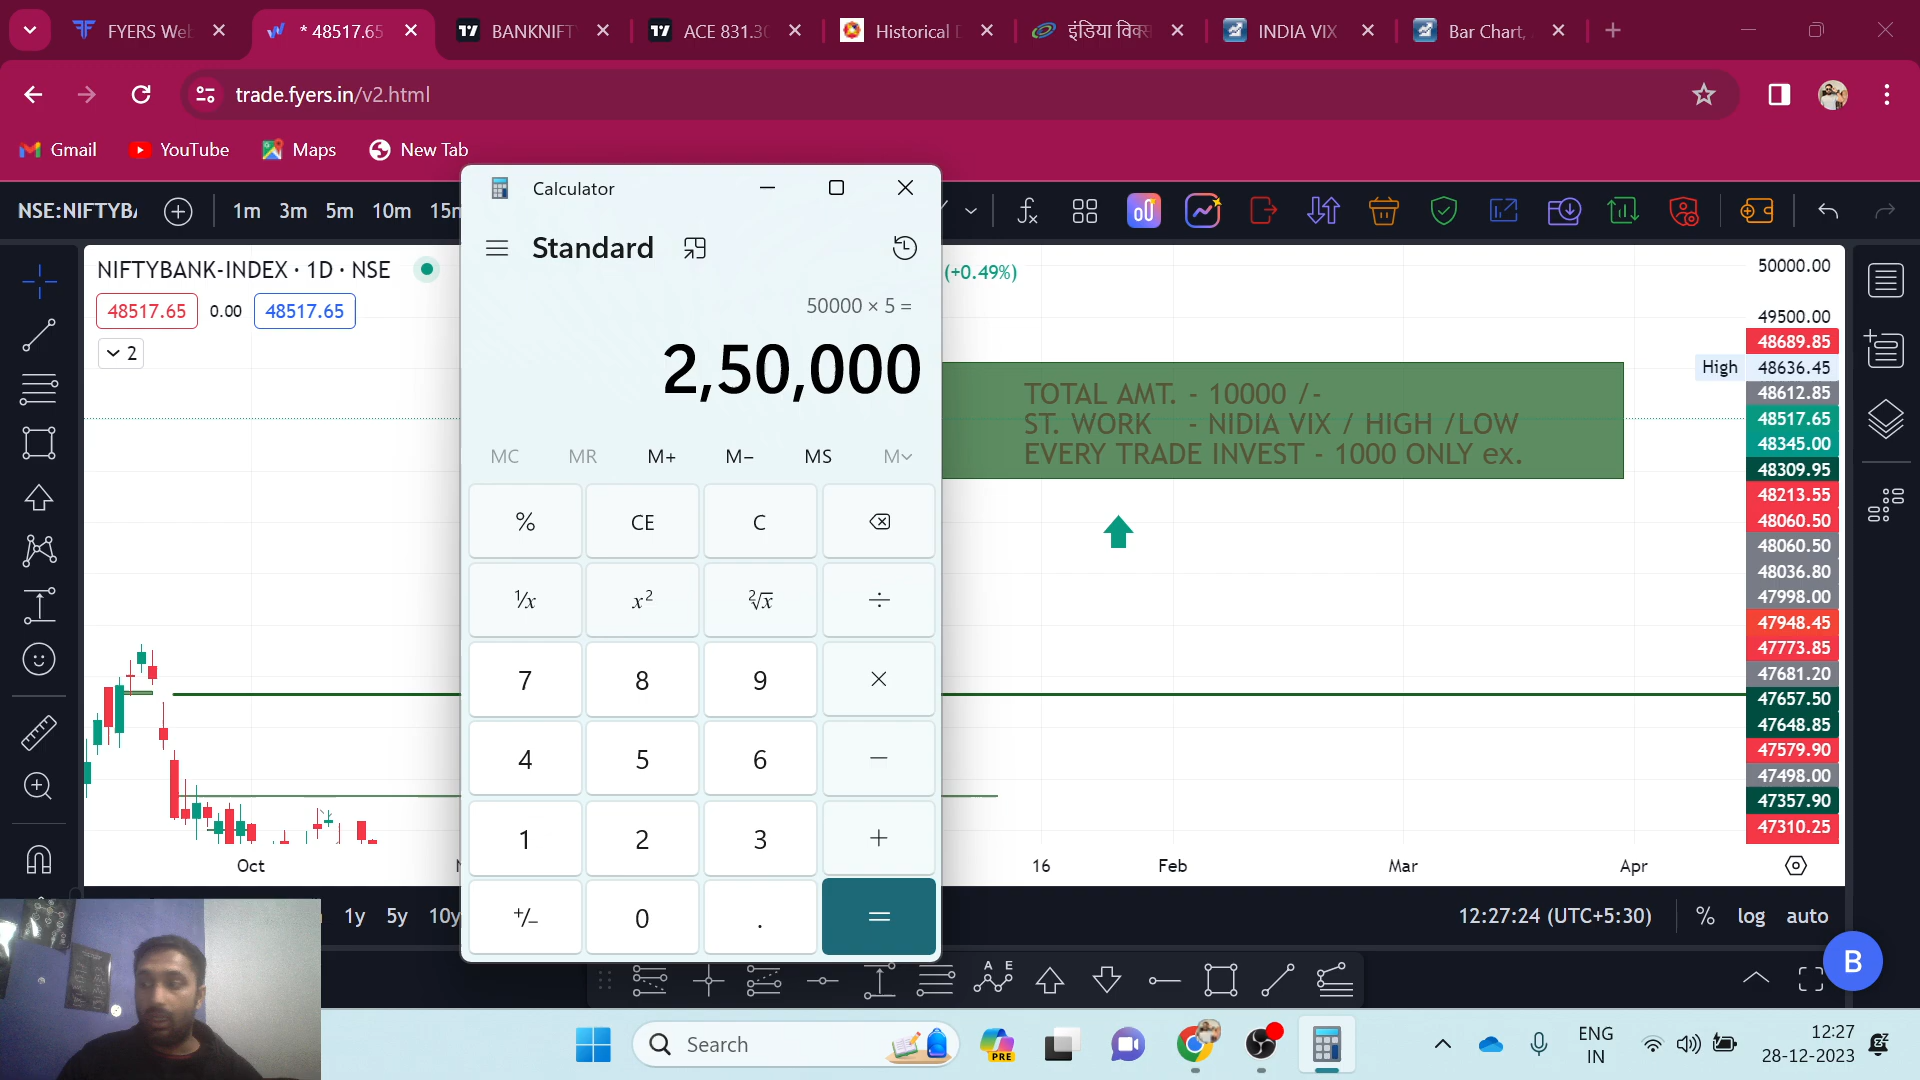 FYERS Web
* 48517.65
BANKNIFT
ACE 831.30
Historical D
इंडिया विक्स
INDIA VIX
Bar Chart,
trade.fyers.in/v2.html
Gmail
YouTube
Maps
New Tab
Calculator
NSE:NIFTYBA
1m 3m 5m 10m 15m
Standard
NIFTYBANK-INDEX · 1D · NSE
(+0.49%)
50000 × 5 =
48517.65
0.00
48517.65
2
2,50,000
TOTAL AMT. - 10000 /-
ST. WORK - NIDIA VIX / HIGH /LOW
EVERY TRADE INVEST - 1000 ONLY ex.
MC MR M+ M− MS M˅
% CE C
⅟x x² ²√x ÷
7 8 9 ×
4 5 6 −
1 2 3 +
+/− 0 . =
50000.00
49500.00
48689.85
High 48636.45
48612.85
48517.65
48345.00
48309.95
48213.55
48060.50
48060.50
48036.80
47998.00
47948.45
47773.85
47681.20
47657.50
47648.85
47579.90
47498.00
47357.90
47310.25
Oct
16
Feb
Mar
Apr
1y 5y 10y
12:27:24 (UTC+5:30)
% log auto
B
A E
Search
PRE
ENG
IN
12:27
28-12-2023